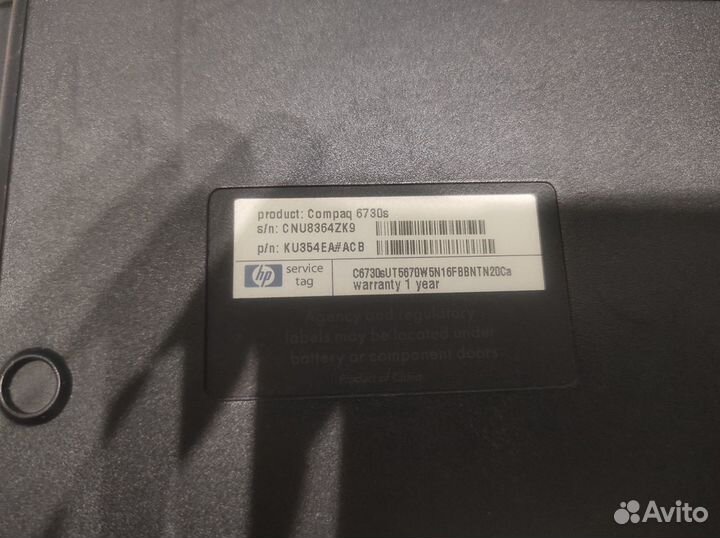 product: Compaq 6730s
s/n: CNU8364ZK9
p/n: KU354EA#ACB
hp
service
tag
C6730sUT5670W5N16FBBNTN20Ca
warranty 1 year
Agency and regulatory
labels may be located under
battery or component doors
Product of China
Avito